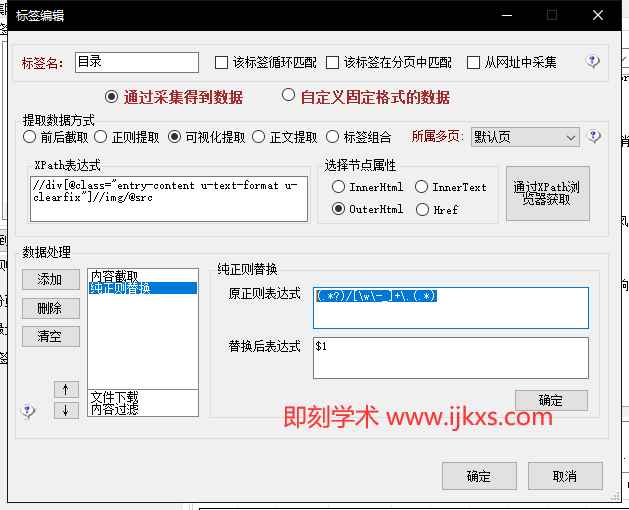 标签编辑
标签名：
目录
该标签循环匹配
该标签在分页中匹配
从网址中采集
通过采集得到数据
自定义固定格式的数据
提取数据方式
前后截取
正则提取
可视化提取
正文提取
标签组合
所属多页：
默认页
XPath表达式
//div[@class="entry-content u-text-format u-
clearfix"]//img/@src
选择节点属性
InnerHtml
InnerText
OuterHtml
Href
通过XPath浏
览器获取
数据处理
添加
删除
清空
内容截取
纯正则替换
文件下载
内容过滤
纯正则替换
原正则表达式
(.*?)/[\w\-_]+\.(.*)
替换后表达式
$1
确定
即刻学术 www.ijkxs.com
确定
取消